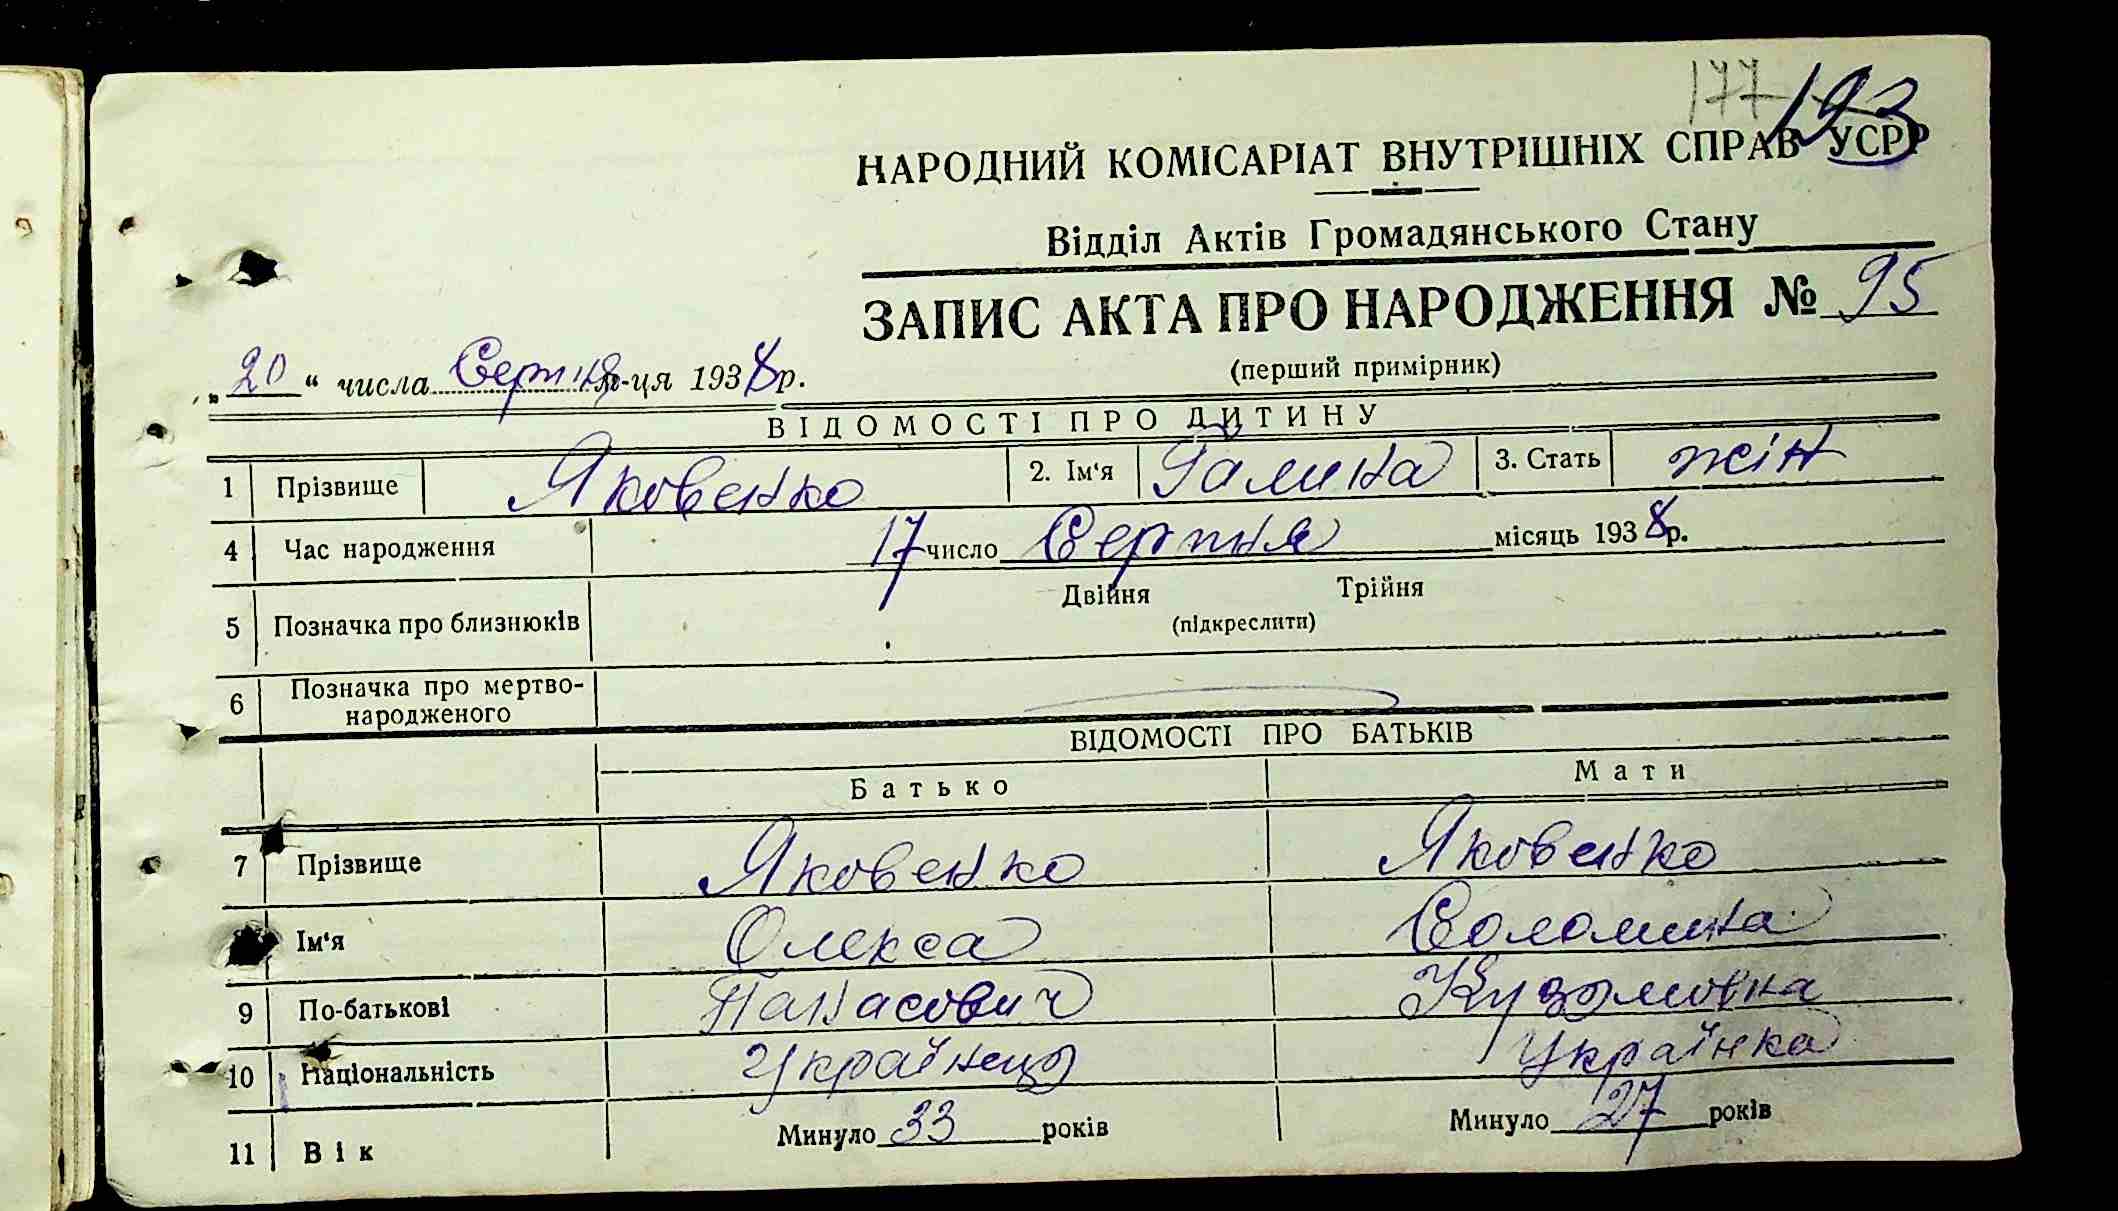 177 193
НАРОДНИЙ КОМІСАРІАТ ВНУТРІШНІХ СПРАВ УСРР
Відділ Актів Громадянського Стану
ЗАПИС АКТА ПРО НАРОДЖЕННЯ № 95
(перший примірник)
„20“ числа Серпня м-ця 1938 р.
ВІДОМОСТІ ПРО ДИТИНУ
1 Прізвище Яковенко 2. Ім'я Галина 3. Стать жін
4 Час народження 17 число Серпня місяць 1938 р.
5 Позначка про близнюків Двійня Трійня
(підкреслити)
6 Позначка про мертво-
народженого
ВІДОМОСТІ ПРО БАТЬКІВ
Батько Мати
7 Прізвище Яковенко Яковенко
Ім'я Олекса Соломина
9 По-батькові Панасович Кузьмовна
10 Національність Українець Українка
11 Вік Минуло 33 років Минуло 27 років